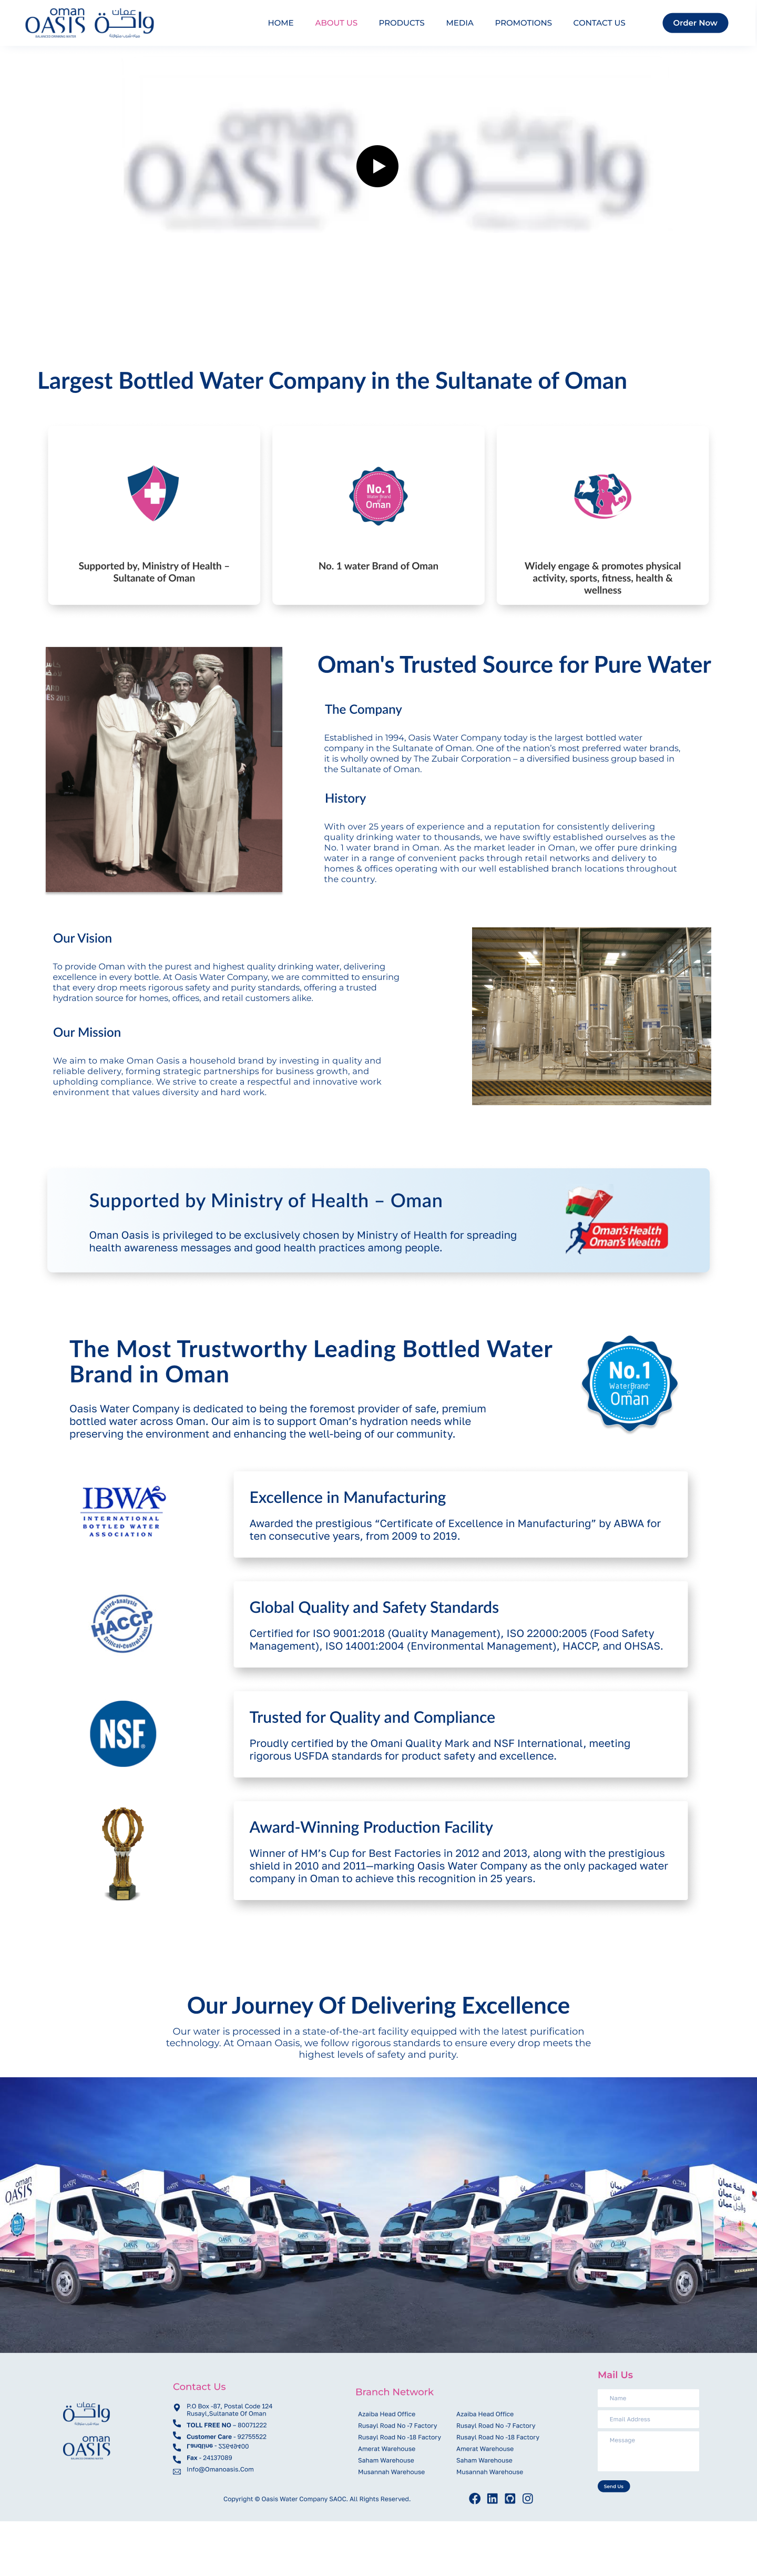 oman
OASIS
BALANCED DRINKING WATER
عمان
واحة
مياه شرب متوازنة
HOME
ABOUT US
PRODUCTS
MEDIA
PROMOTIONS
CONTACT US
Order Now
oman
OASIS
عمان
واحة
Largest Bottled Water Company in the Sultanate of Oman
Supported by, Ministry of Health –
Sultanate of Oman
No.1
Water Brand
of
Oman
No. 1 water Brand of Oman
Widely engage & promotes physical
activity, sports, fitness, health &
wellness
Oman's Trusted Source for Pure Water
The Company
Established in 1994, Oasis Water Company today is the largest bottled water
company in the Sultanate of Oman. One of the nation’s most preferred water brands,
it is wholly owned by The Zubair Corporation – a diversified business group based in
the Sultanate of Oman.
History
With over 25 years of experience and a reputation for consistently delivering
quality drinking water to thousands, we have swiftly established ourselves as the
No. 1 water brand in Oman. As the market leader in Oman, we offer pure drinking
water in a range of convenient packs through retail networks and delivery to
homes & offices operating with our well established branch locations throughout
the country.
Our Vision
To provide Oman with the purest and highest quality drinking water, delivering
excellence in every bottle. At Oasis Water Company, we are committed to ensuring
that every drop meets rigorous safety and purity standards, offering a trusted
hydration source for homes, offices, and retail customers alike.
Our Mission
We aim to make Oman Oasis a household brand by investing in quality and
reliable delivery, forming strategic partnerships for business growth, and
upholding compliance. We strive to create a respectful and innovative work
environment that values diversity and hard work.
Supported by Ministry of Health – Oman
Oman Oasis is privileged to be exclusively chosen by Ministry of Health for spreading
health awareness messages and good health practices among people.
Oman's Health
Oman's Wealth
The Most Trustworthy Leading Bottled Water
Brand in Oman
Oasis Water Company is dedicated to being the foremost provider of safe, premium
bottled water across Oman. Our aim is to support Oman’s hydration needs while
preserving the environment and enhancing the well-being of our community.
No.1
Water Brand
of
Oman
IBWA
INTERNATIONAL
BOTTLED WATER
ASSOCIATION
Excellence in Manufacturing
Awarded the prestigious “Certificate of Excellence in Manufacturing” by ABWA for
ten consecutive years, from 2009 to 2019.
Hazard-Analysis
HACCP
Critical-Control-Point
Global Quality and Safety Standards
Certified for ISO 9001:2018 (Quality Management), ISO 22000:2005 (Food Safety
Management), ISO 14001:2004 (Environmental Management), HACCP, and OHSAS.
NSF
Trusted for Quality and Compliance
Proudly certified by the Omani Quality Mark and NSF International, meeting
rigorous USFDA standards for product safety and excellence.
Award-Winning Production Facility
Winner of HM’s Cup for Best Factories in 2012 and 2013, along with the prestigious
shield in 2010 and 2011—marking Oasis Water Company as the only packaged water
company in Oman to achieve this recognition in 25 years.
Our Journey Of Delivering Excellence
Our water is processed in a state-of-the-art facility equipped with the latest purification
technology. At Omaan Oasis, we follow rigorous standards to ensure every drop meets the
highest levels of safety and purity.
oman
OASIS
واحة عمان
عمان
واحة
oman
OASIS
Contact Us
P.O Box -87, Postal Code 124
Rusayl,Sultanate Of Oman
TOLL FREE NO – 80071222
Customer Care - 92755522
Fax - 24137089
Info@Omanoasis.Com
Branch Network
Azaiba Head Office
Rusayl Road No -7 Factory
Rusayl Road No -18 Factory
Amerat Warehouse
Saham Warehouse
Musannah Warehouse
Azaiba Head Office
Rusayl Road No -7 Factory
Rusayl Road No -18 Factory
Amerat Warehouse
Saham Warehouse
Musannah Warehouse
Mail Us
Name
Email Address
Message
Send Us
Copyright © Oasis Water Company SAOC. All Rights Reserved.